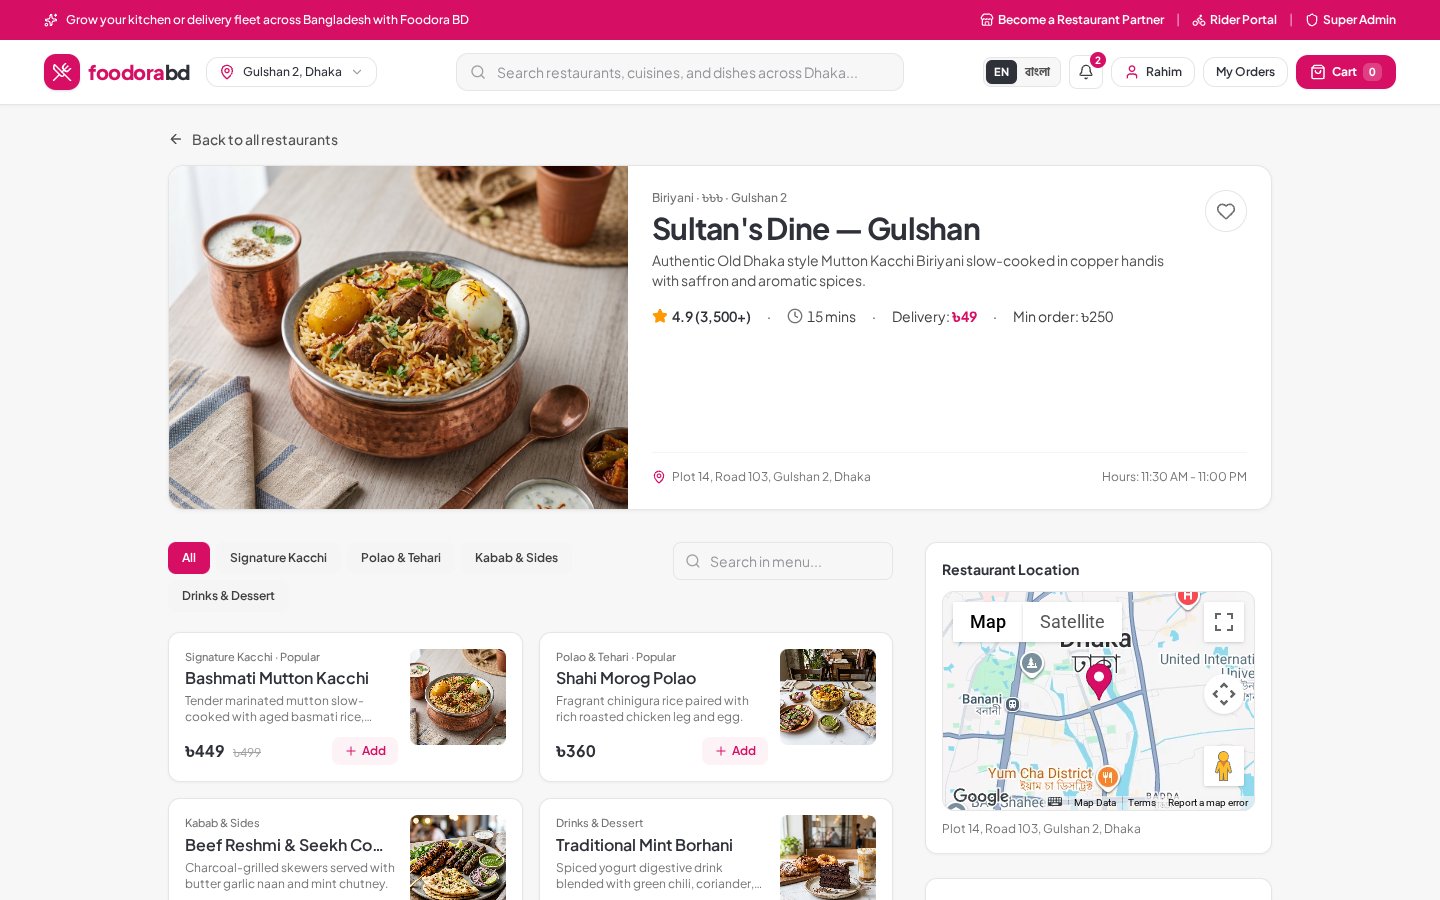 Grow your kitchen or delivery fleet across Bangladesh with Foodora BD
Become a Restaurant Partner | Rider Portal | Super Admin
foodorabd
Gulshan 2, Dhaka
Search restaurants, cuisines, and dishes across Dhaka...
EN বাংলা
2
Rahim
My Orders
Cart 0
Back to all restaurants
Biriyani · ৳৳৳ · Gulshan 2
Sultan's Dine — Gulshan
Authentic Old Dhaka style Mutton Kacchi Biriyani slow-cooked in copper handis
with saffron and aromatic spices.
4.9 (3,500+) · 15 mins · Delivery: ৳49 · Min order: ৳250
Plot 14, Road 103, Gulshan 2, Dhaka
Hours: 11:30 AM - 11:00 PM
All
Signature Kacchi
Polao & Tehari
Kabab & Sides
Drinks & Dessert
Search in menu...
Signature Kacchi · Popular
Bashmati Mutton Kacchi
Tender marinated mutton slow-
cooked with aged basmati rice,...
৳449 ৳499
+ Add
Polao & Tehari · Popular
Shahi Morog Polao
Fragrant chinigura rice paired with
rich roasted chicken leg and egg.
৳360
+ Add
Kabab & Sides
Beef Reshmi & Seekh Co...
Charcoal-grilled skewers served with
butter garlic naan and mint chutney.
Drinks & Dessert
Traditional Mint Borhani
Spiced yogurt digestive drink
blended with green chili, coriander,...
Restaurant Location
Map
Satellite
Dhaka
ঢাকা
United Internati
Unive
Banani
বনানী
Yum Cha District
ইয়াম চা ডিসট্রিক্ট
Google
Map Data
Terms
Report a map error
Plot 14, Road 103, Gulshan 2, Dhaka